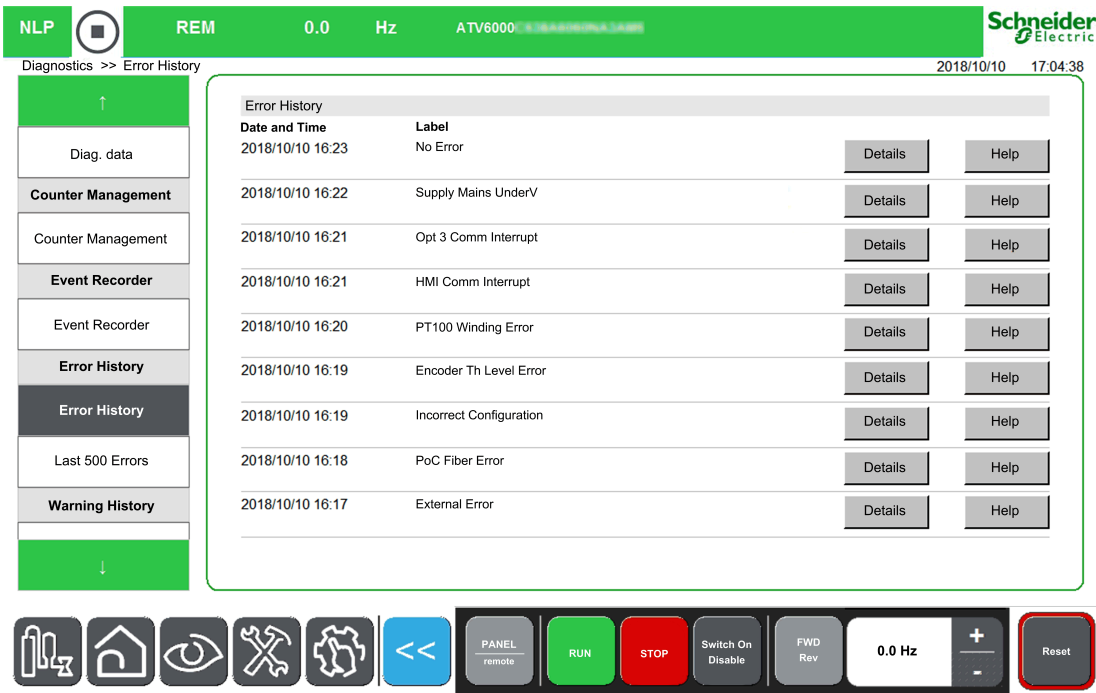 NLP REM 0.0 Hz ATV6000
Schneider
Electric
Diagnostics >> Error History 2018/10/10 17:04:38
↑
Diag. data
Counter Management
Counter Management
Event Recorder
Event Recorder
Error History
Error History
Last 500 Errors
Warning History
↓
Error History
Date and Time Label
2018/10/10 16:23 No Error Details Help
2018/10/10 16:22 Supply Mains UnderV Details Help
2018/10/10 16:21 Opt 3 Comm Interrupt Details Help
2018/10/10 16:21 HMI Comm Interrupt Details Help
2018/10/10 16:20 PT100 Winding Error Details Help
2018/10/10 16:19 Encoder Th Level Error Details Help
2018/10/10 16:19 Incorrect Configuration Details Help
2018/10/10 16:18 PoC Fiber Error Details Help
2018/10/10 16:17 External Error Details Help
<<
PANEL
remote
RUN
STOP
Switch On
Disable
FWD
Rev
0.0 Hz
+
-
Reset